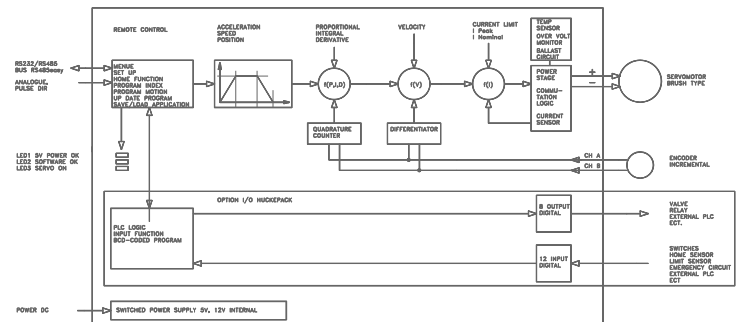 REMOTE CONTROL
ACCELERATION
SPEED
POSITION
PROPORTIONAL
INTEGRAL
DERIVATIVE
VELOCITY
CURRENT LIMIT
I Peak
I Nominal
TEMP
SENSOR
OVER VOLT
MONITOR
BALLAST
CIRCUIT
RS232/RS485
BUS RS485easy
ANALOGUE,
PULSE DIR
MENUE
SET UP
HOME FUNCTION
PROGRAM INDEX
PROGRAM MOTION
UP DATE PROGRAM
SAVE/LOAD APPLICATION
f(P,I,D)
f(V)
f(I)
POWER
STAGE
COMMU-
TATION
LOGIC
CURRENT
SENSOR
+
-
SERVOMOTOR
BRUSH TYPE
QUADRATURE
COUNTER
DIFFERENTIATOR
LED1 5V POWER OK
LED2 SOFTWARE OK
LED3 SERVO ON
CH A
CH B
ENCODER
INCREMENTAL
OPTION I/O HUCKEPACK
PLC LOGIC
INPUT FUNCTION
BCD-CODED PROGRAM
8 OUTPUT
DIGITAL
VALVE
RELAY
EXTERNAL PLC
ECT.
12 INPUT
DIGITAL
SWITCHES
HOME SENSOR
LIMIT SENSOR
EMERGENCY CIRCUIT
EXTERNAL PLC
ECT
POWER DC
SWITCHED POWER SUPPLY 5V, 12V INTERNAL